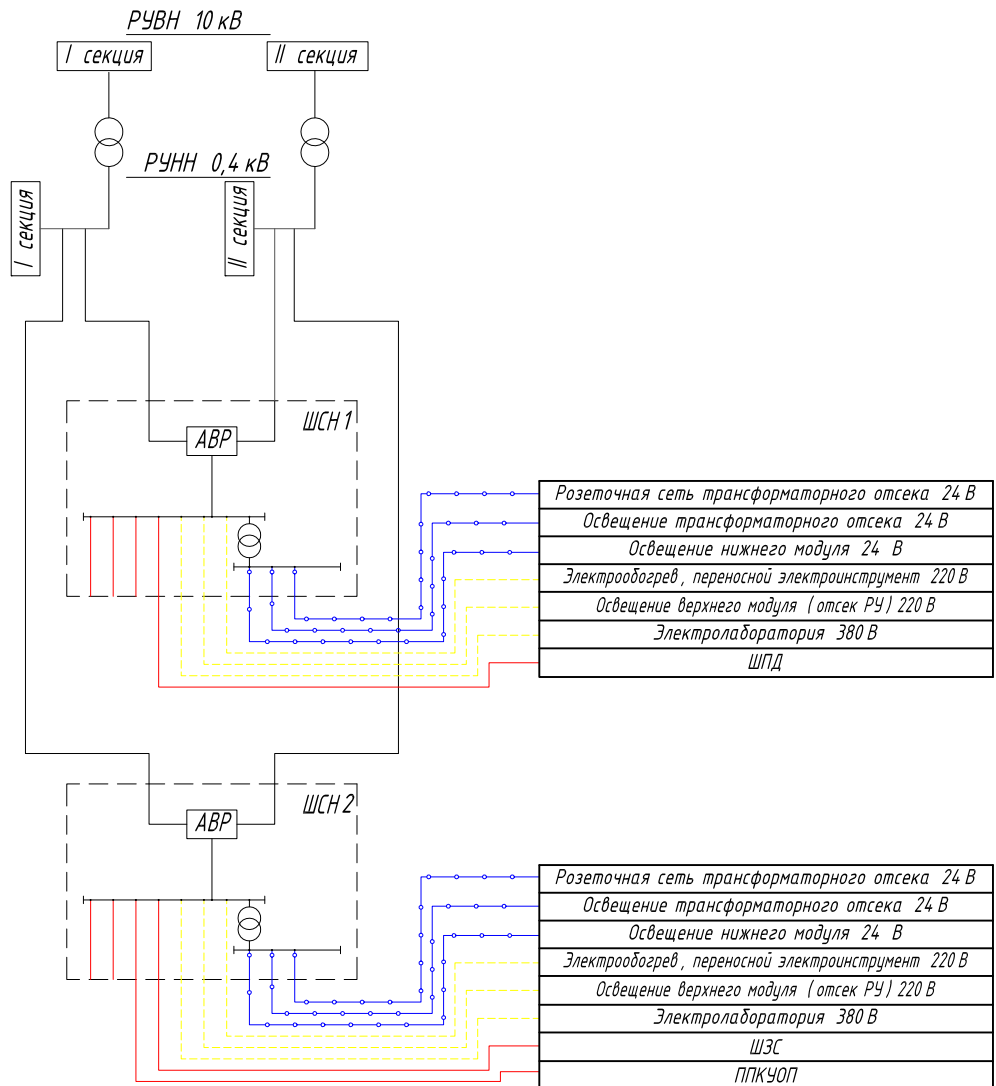 РУВН 10 кВ
I секция
II секция
РУНН 0,4 кВ
I секция
II секция
ШСН 1
АВР
Розеточная сеть трансформаторного отсека 24 В
Освещение трансформаторного отсека 24 В
Освещение нижнего модуля 24 В
Электрообогрев, переносной электроинструмент 220 В
Освещение верхнего модуля (отсек РУ) 220 В
Электролаборатория 380 В
ШПД
ШСН 2
АВР
Розеточная сеть трансформаторного отсека 24 В
Освещение трансформаторного отсека 24 В
Освещение нижнего модуля 24 В
Электрообогрев, переносной электроинструмент 220 В
Освещение верхнего модуля (отсек РУ) 220 В
Электролаборатория 380 В
ШЗС
ППКУОП